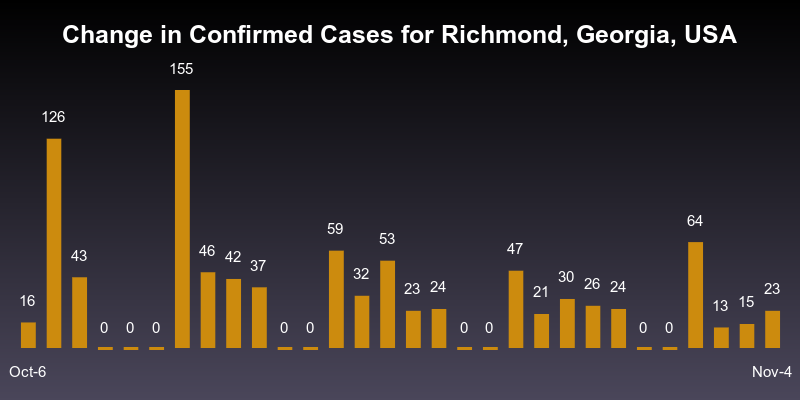 Change in Confirmed Cases for Richmond, Georgia, USA
16 126 43 0 0 0 155 46 42 37 0 0 59 32 53 23 24 0 0 47 21 30 26 24 0 0 64 13 15 23
Oct-6 Nov-4